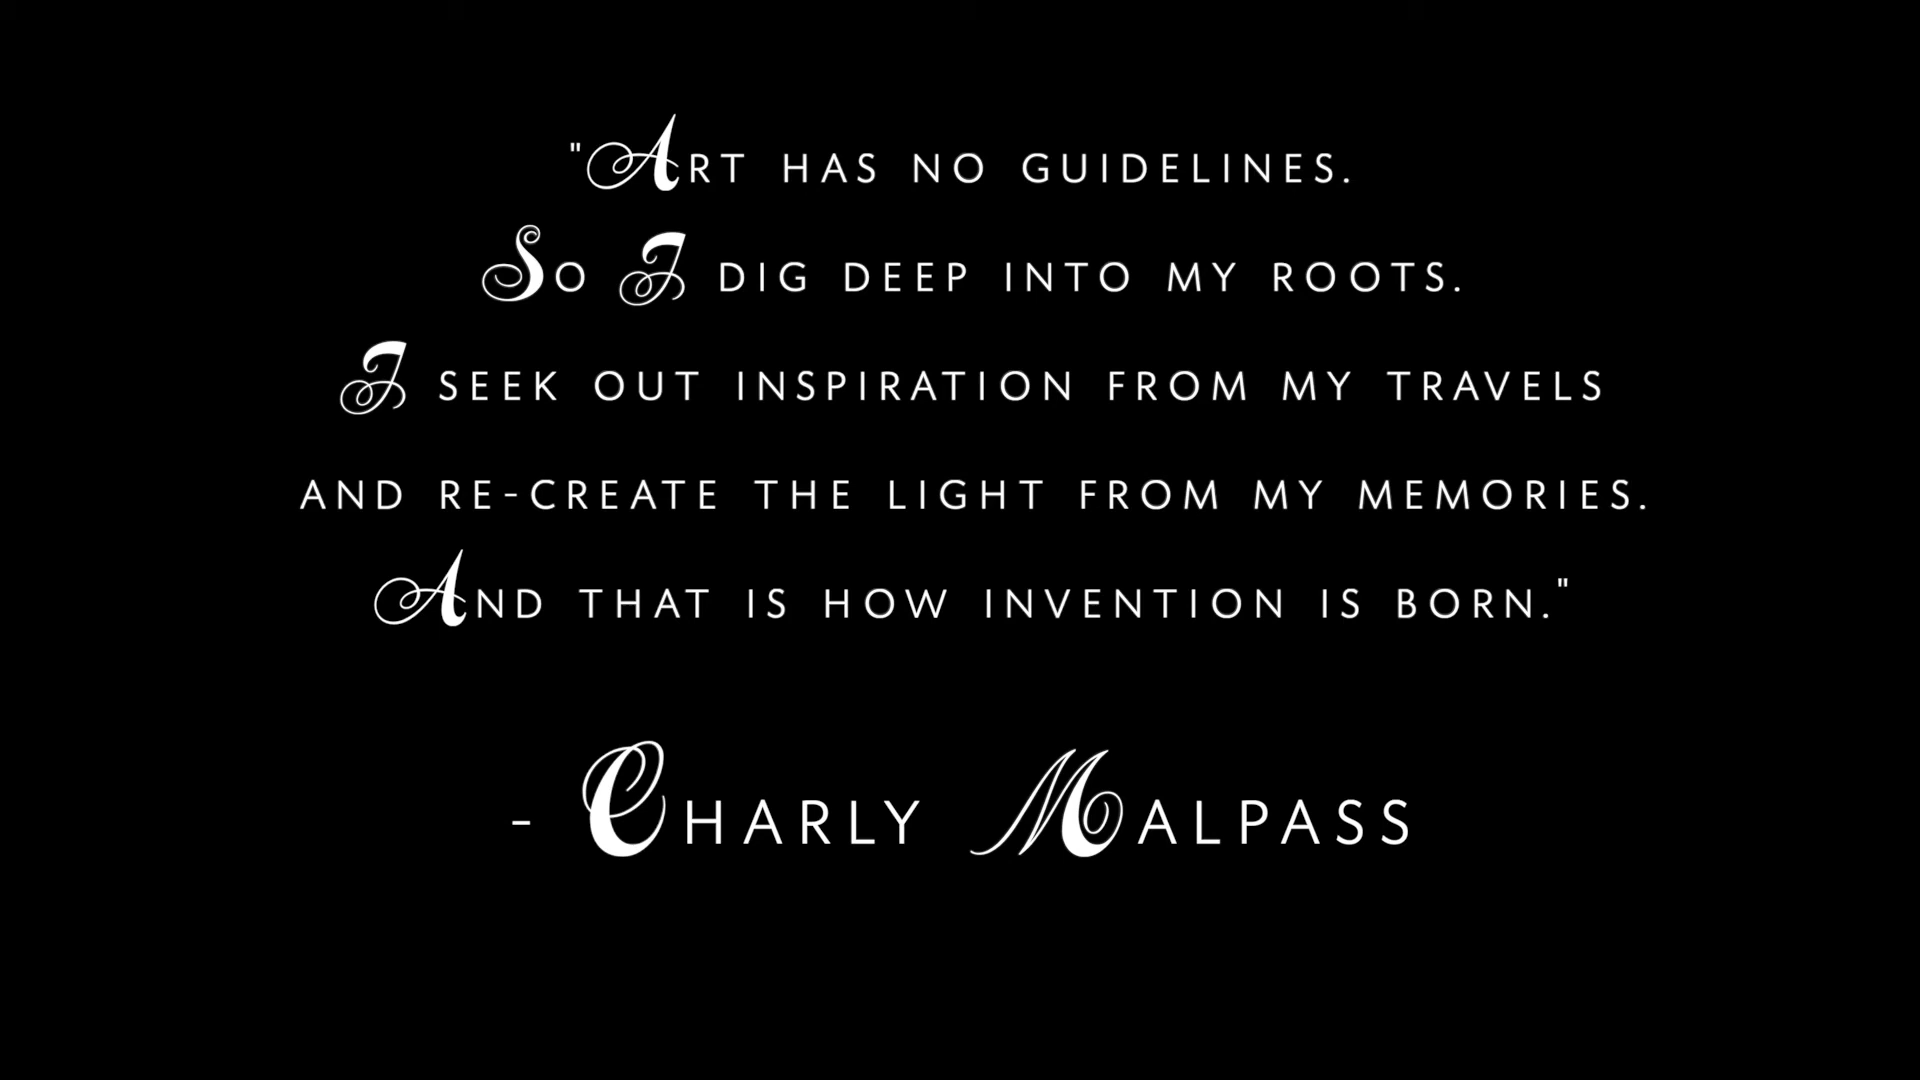 "Art has no guidelines.
So I dig deep into my roots.
I seek out inspiration from my travels
and re-create the light from my memories.
And that is how invention is born."
- Charly Malpass